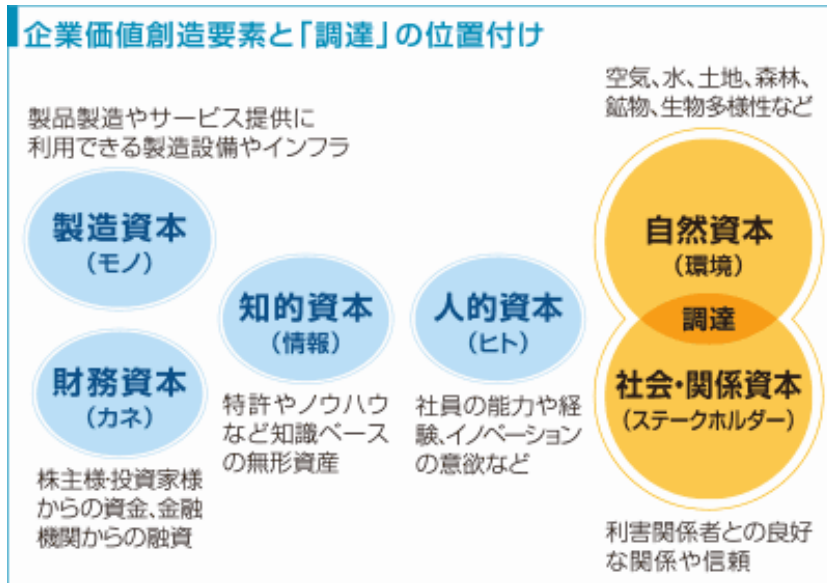 企業価値創造要素と「調達」の位置付け
製品製造やサービス提供に
利用できる製造設備やインフラ
製造資本
（モノ）
財務資本
（カネ）
株主様・投資家様
からの資金、金融
機関からの融資
知的資本
（情報）
特許やノウハウ
など知識ベース
の無形資産
人的資本
（ヒト）
社員の能力や経
験、イノベーション
の意欲など
空気、水、土地、森林、
鉱物、生物多様性など
自然資本
（環境）
調達
社会・関係資本
（ステークホルダー）
利害関係者との良好
な関係や信頼